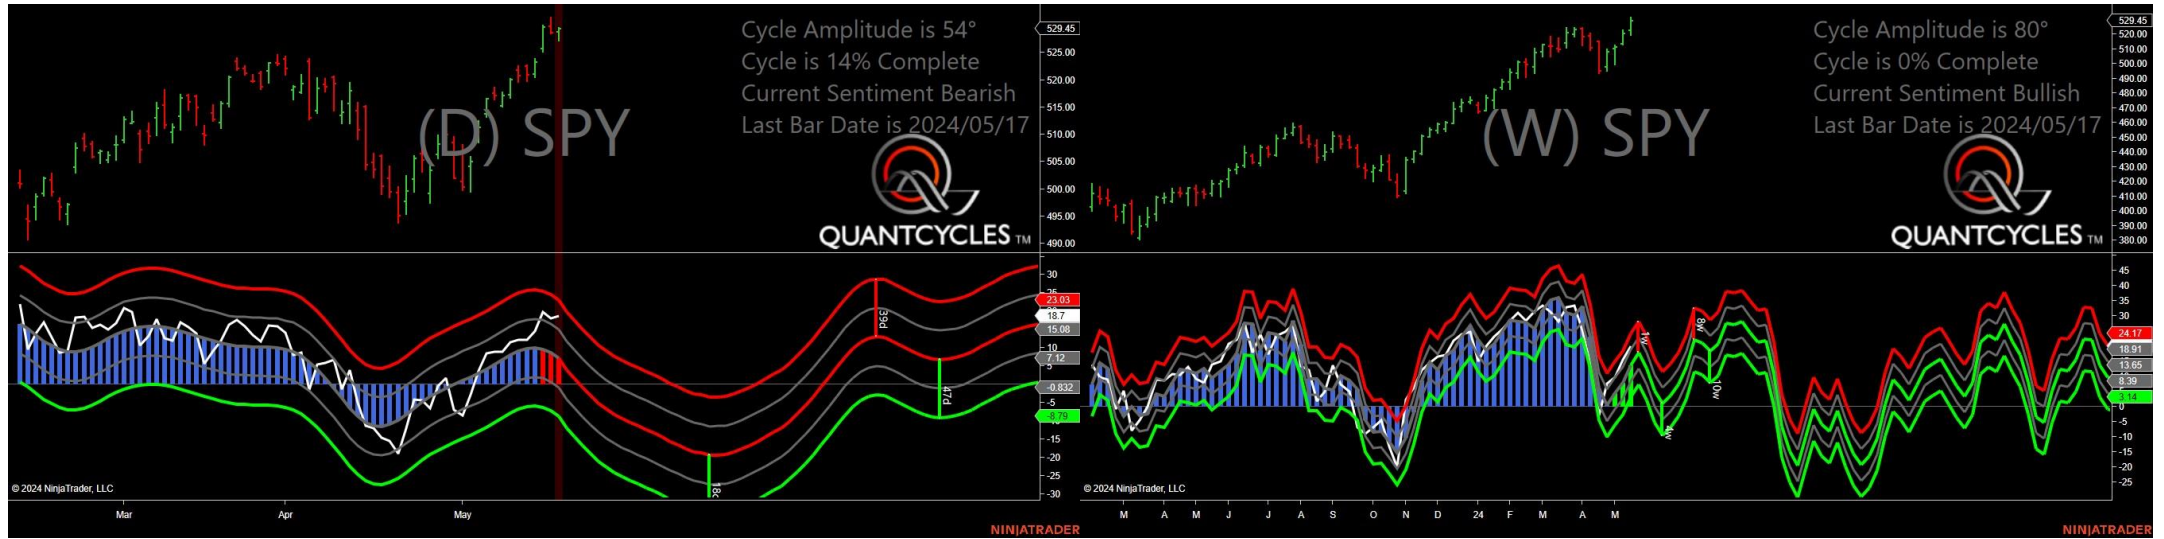 Cycle Amplitude is 54°
Cycle is 14% Complete
Current Sentiment Bearish
Last Bar Date is 2024/05/17
(D) SPY
QUANTCYCLES TM
529.45
525.00
520.00
515.00
510.00
505.00
500.00
495.00
490.00
30
25
23.03
18.7
15.08
10
7.12
5
-0.832
-5
-8.79
-15
-20
-25
-30
39d
47d
© 2024 NinjaTrader, LLC
Mar Apr May
NINJATRADER
Cycle Amplitude is 80°
Cycle is 0% Complete
Current Sentiment Bullish
Last Bar Date is 2024/05/17
(W) SPY
QUANTCYCLES TM
529.45
520.00
510.00
500.00
490.00
480.00
470.00
460.00
450.00
440.00
430.00
420.00
410.00
400.00
390.00
380.00
45
40
35
30
24.17
18.91
13.65
8.39
3.14
0
-5
-10
-15
-20
-25
1w
8w
10w
4w
© 2024 NinjaTrader, LLC
M A M J J A S O N D 24 F M A M
NINJATRADER